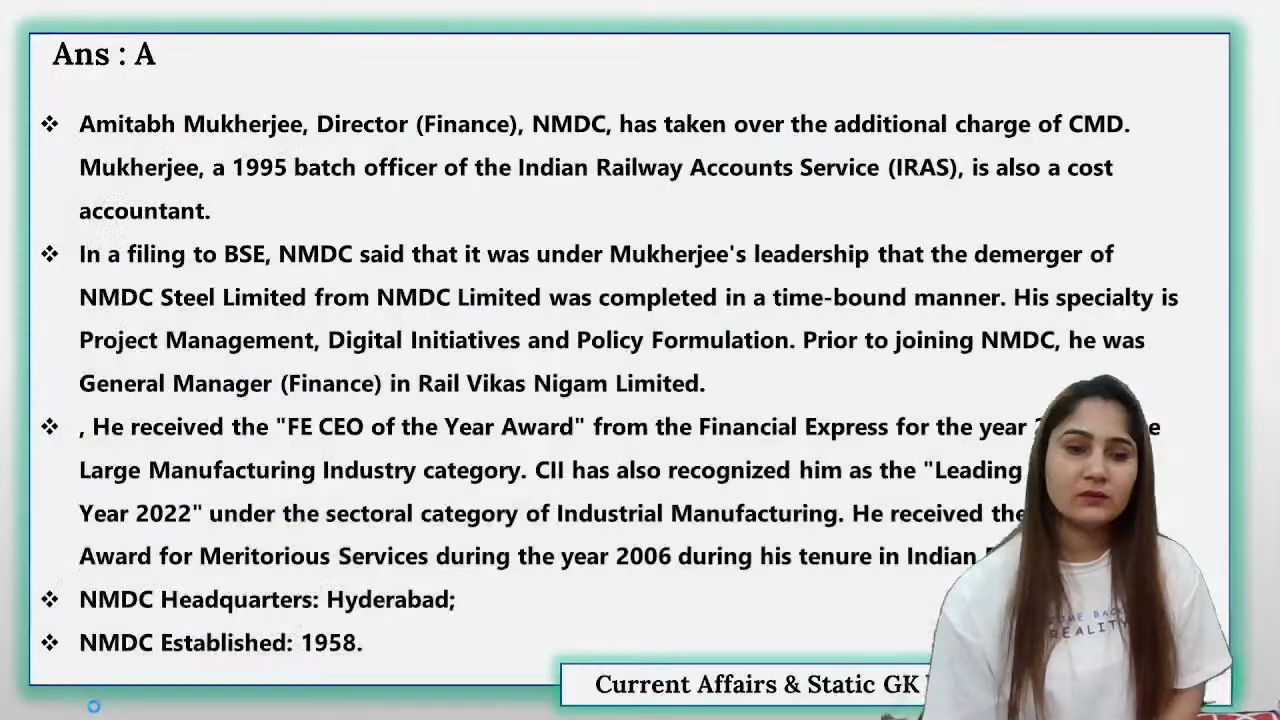 Ans : A
❖ Amitabh Mukherjee, Director (Finance), NMDC, has taken over the additional charge of CMD.
Mukherjee, a 1995 batch officer of the Indian Railway Accounts Service (IRAS), is also a cost
accountant.
❖ In a filing to BSE, NMDC said that it was under Mukherjee's leadership that the demerger of
NMDC Steel Limited from NMDC Limited was completed in a time-bound manner. His specialty is
Project Management, Digital Initiatives and Policy Formulation. Prior to joining NMDC, he was
General Manager (Finance) in Rail Vikas Nigam Limited.
❖ , He received the "FE CEO of the Year Award" from the Financial Express for the year
Large Manufacturing Industry category. CII has also recognized him as the "Leading
Year 2022" under the sectoral category of Industrial Manufacturing. He received the
Award for Meritorious Services during the year 2006 during his tenure in Indian
❖ NMDC Headquarters: Hyderabad;
❖ NMDC Established: 1958.
Current Affairs & Static GK
BACK
REALITY